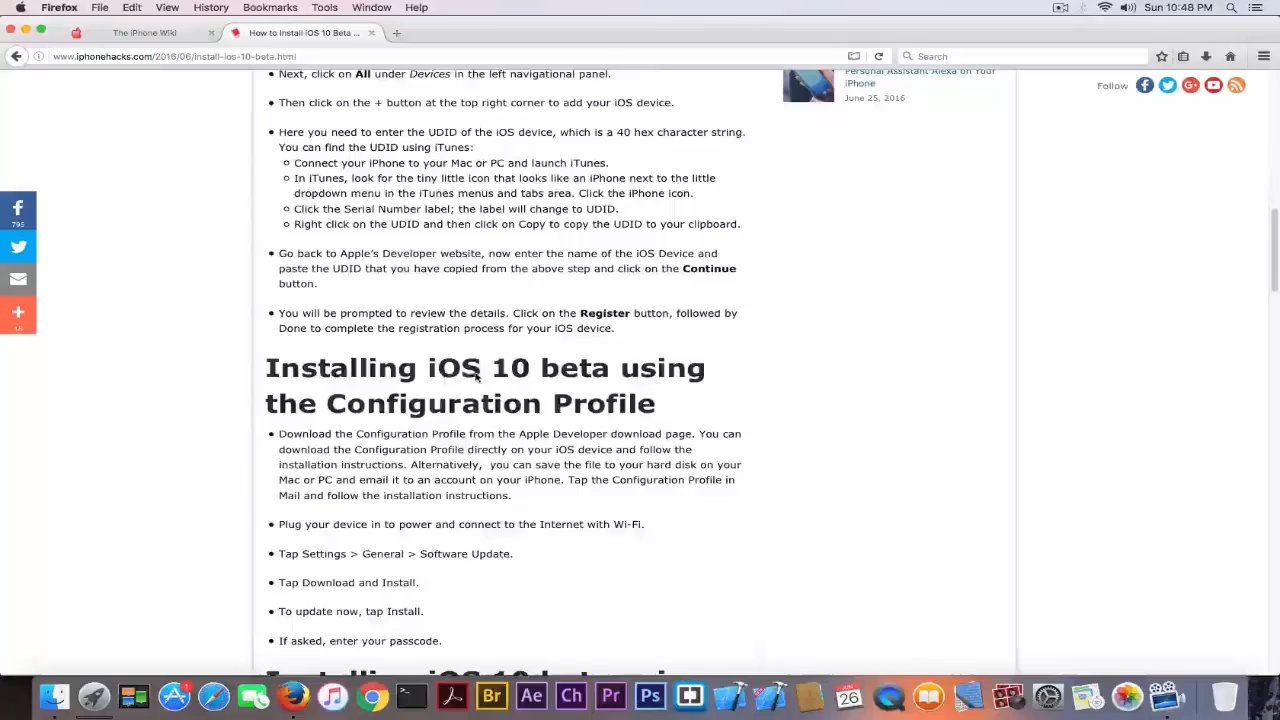 Firefox File Edit View History Bookmarks Tools Window Help Sun 10:48 PM
The iPhone Wiki × How to Install iOS 10 Beta ... × +
www.iphonehacks.com/2016/06/install-ios-10-beta.html Search
Next, click on All under Devices in the left navigational panel.
Personal Assistant Alexa on Your
iPhone
June 25, 2016
Follow
Then click on the + button at the top right corner to add your iOS device.
Here you need to enter the UDID of the iOS device, which is a 40 hex character string.
You can find the UDID using iTunes:
Connect your iPhone to your Mac or PC and launch iTunes.
In iTunes, look for the tiny little icon that looks like an iPhone next to the little
dropdown menu in the iTunes menus and tabs area. Click the iPhone icon.
Click the Serial Number label; the label will change to UDID.
Right click on the UDID and then click on Copy to copy the UDID to your clipboard.
795
16
Go back to Apple’s Developer website, now enter the name of the iOS Device and
paste the UDID that you have copied from the above step and click on the Continue
button.
You will be prompted to review the details. Click on the Register button, followed by
Done to complete the registration process for your iOS device.
Installing iOS 10 beta using
the Configuration Profile
Download the Configuration Profile from the Apple Developer download page. You can
download the Configuration Profile directly on your iOS device and follow the
installation instructions. Alternatively, you can save the file to your hard disk on your
Mac or PC and email it to an account on your iPhone. Tap the Configuration Profile in
Mail and follow the installation instructions.
Plug your device in to power and connect to the Internet with Wi-Fi.
Tap Settings > General > Software Update.
Tap Download and Install.
To update now, tap Install.
If asked, enter your passcode.
Installing iOS 10 beta using
1 Br Ae Ch Pr Ps JUN 26